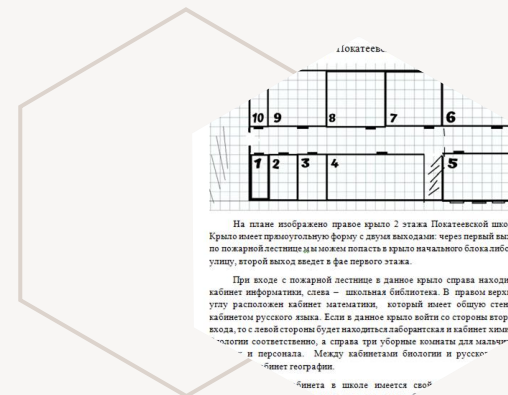 Покатеевс
10 9 8 7 6
1 2 3 4 5
На плане изображено правое крыло 2 этажа Покатеевской шко
Крыло имеет прямоугольную форму с двумя выходами: через первый вы
по пожарной лестнице мы можем попасть в крыло начального блока либо
улицу, второй выход введет в фае первого этажа.
При входе с пожарной лестнице в данное крыло справа находи
кабинет информатики, слева – школьная библиотека. В правом верх
углу расположен кабинет математики, который имеет общую стен
кабинетом русского языка. Если в данное крыло войти со стороны втор
входа, то с левой стороны будет находиться лаборантская и кабинет хими
ологии соответственно, а справа три уборные комнаты для мальчи
и персонала. Между кабинетами биологии и русског
бинет географии.
бинета в школе имеется свой